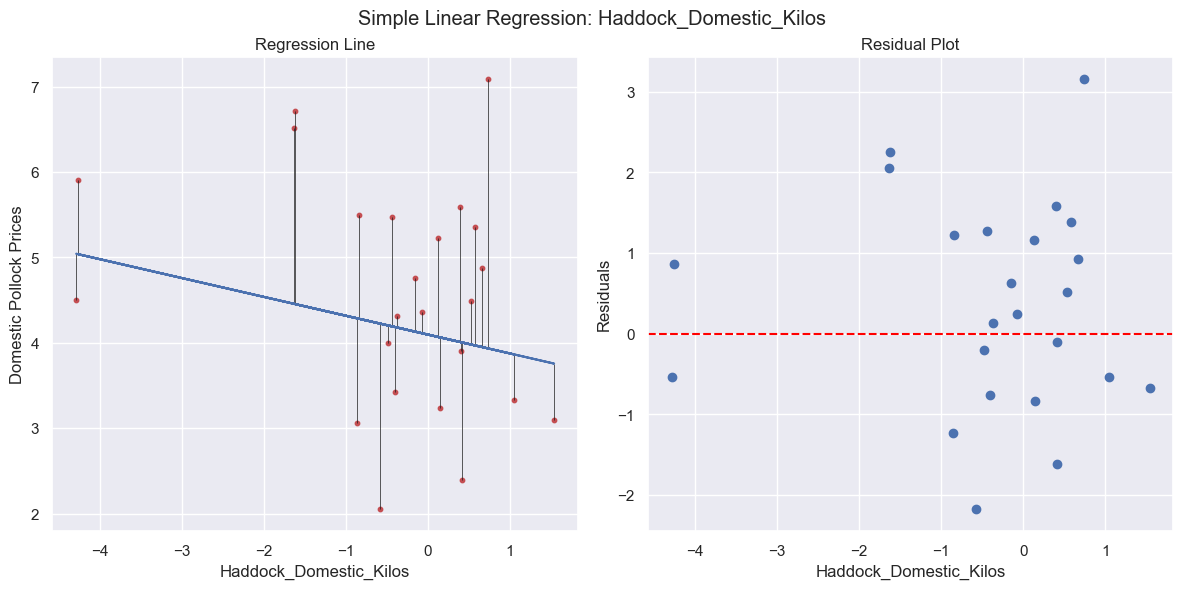 Simple Linear Regression: Haddock_Domestic_Kilos
Regression Line
Domestic Pollock Prices
7
6
5
4
3
2
−4 −3 −2 −1 0 1
Haddock_Domestic_Kilos
Residual Plot
Residuals
3
2
1
0
−1
−2
−4 −3 −2 −1 0 1
Haddock_Domestic_Kilos